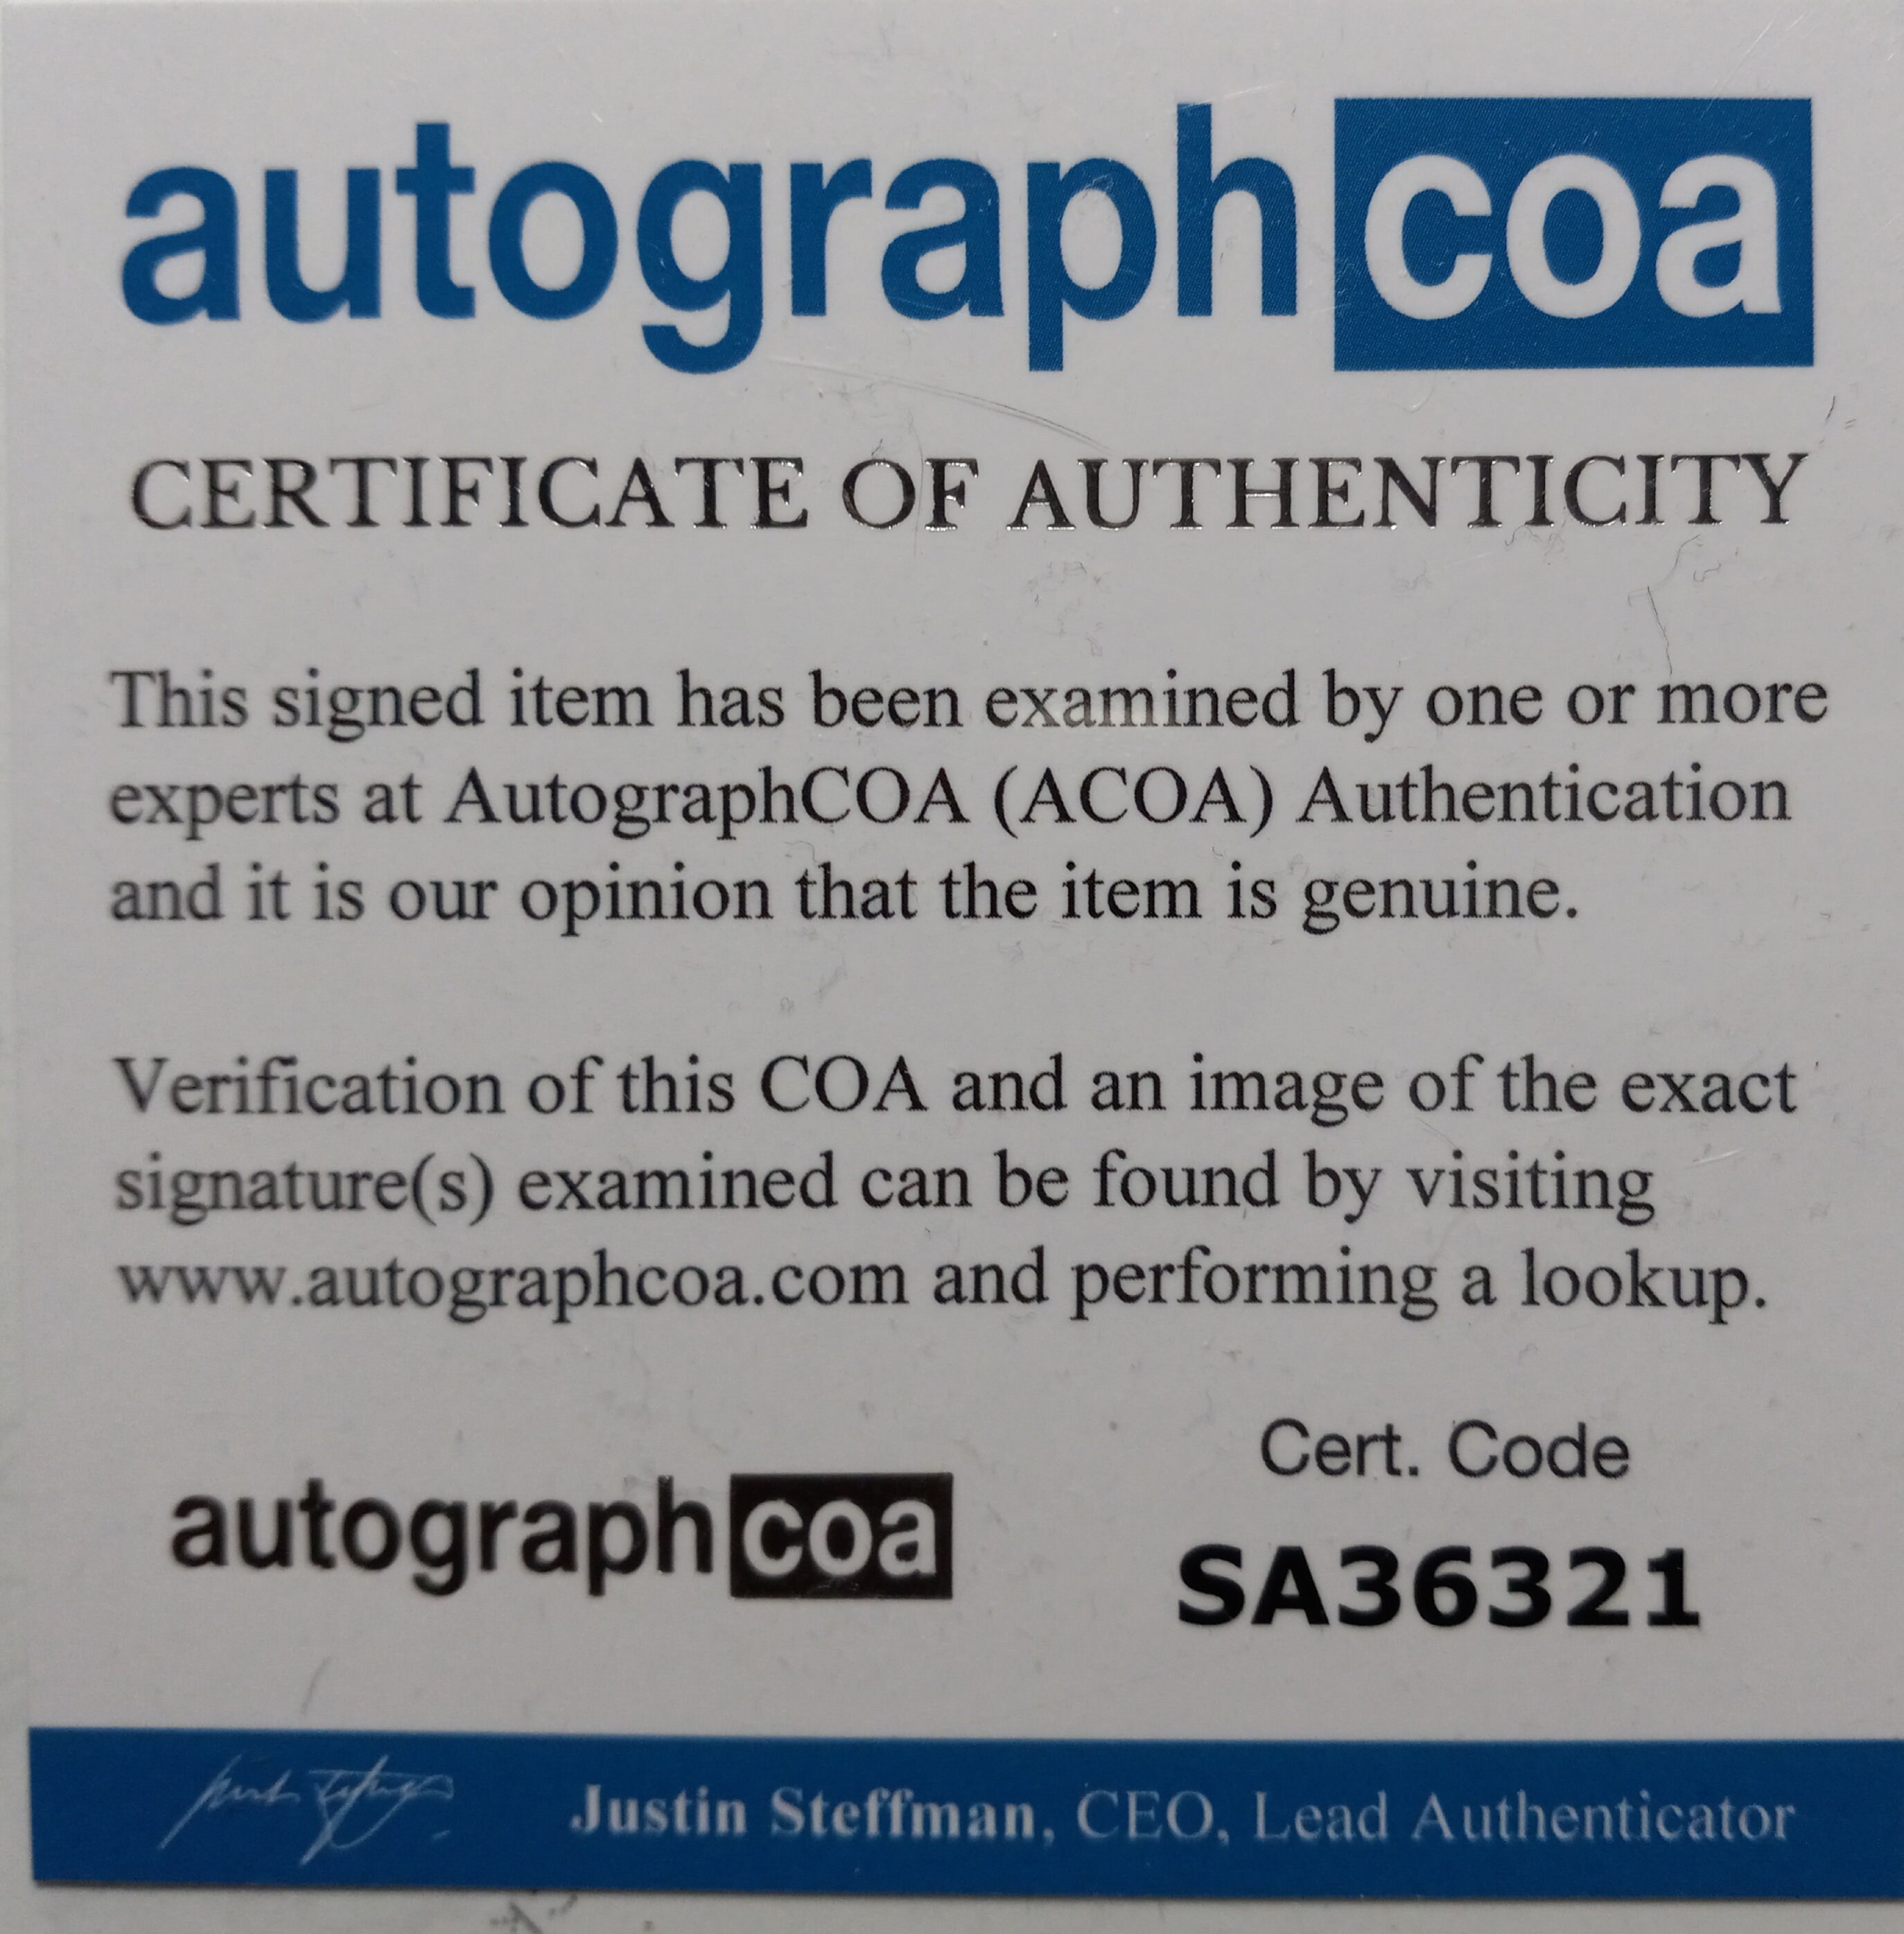 autographcoa
CERTIFICATE OF AUTHENTICITY
This signed item has been examined by one or more
experts at AutographCOA (ACOA) Authentication
and it is our opinion that the item is genuine.
Verification of this COA and an image of the exact
signature(s) examined can be found by visiting
www.autographcoa.com and performing a lookup.
Cert. Code
autographcoa
SA36321
Justin Steffman, CEO, Lead Authenticator